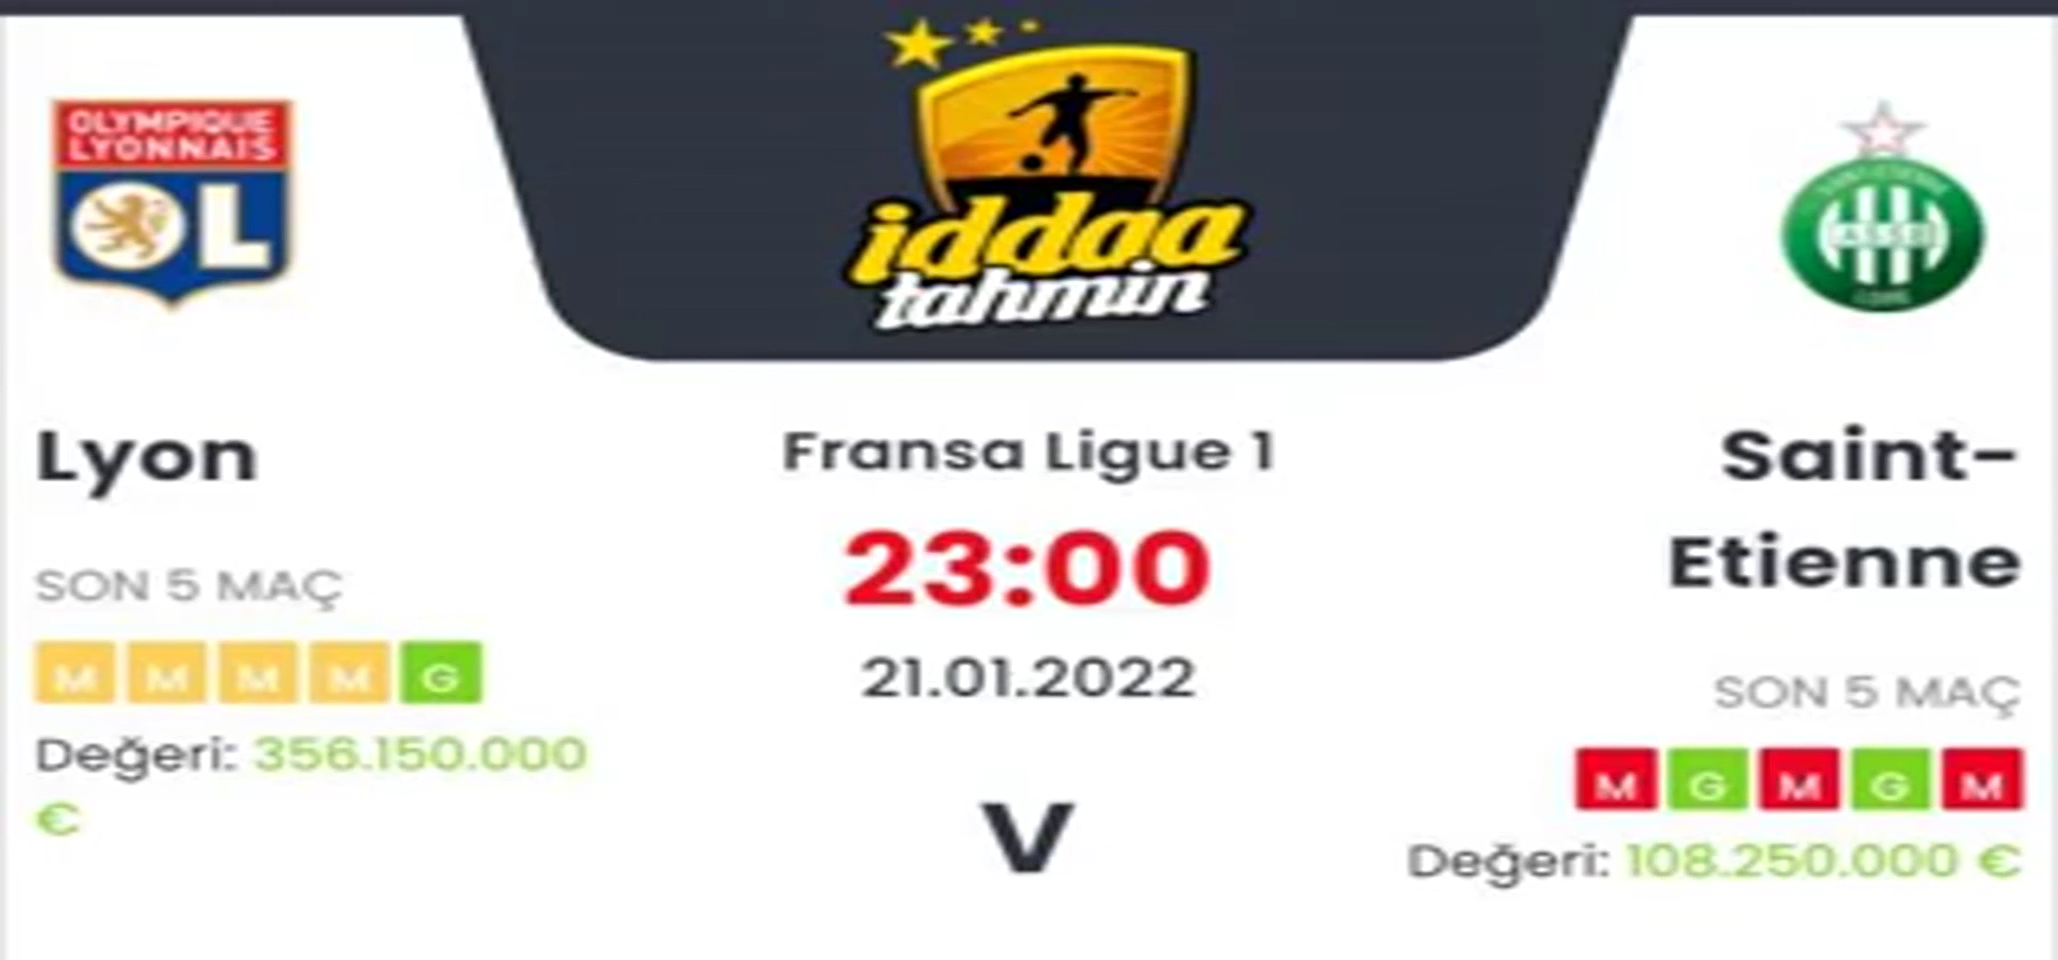 OLYMPIQUE
LYONNAIS
OL
iddaa
tahmin
Lyon
SON 5 MAÇ
M M M M G
Değeri: 356.150.000
€
Fransa Ligue 1
23:00
21.01.2022
V
Saint-
Etienne
SON 5 MAÇ
M G M G M
Değeri: 108.250.000 €